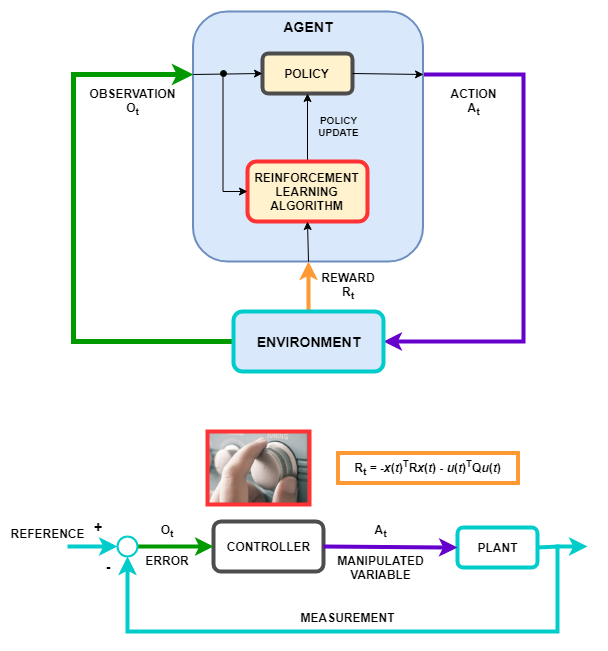 AGENT
POLICY
OBSERVATION
Ot
ACTION
At
POLICY
UPDATE
REINFORCEMENT
LEARNING
ALGORITHM
REWARD
Rt
ENVIRONMENT
Rt = -x(t)ᵀRx(t) - u(t)ᵀQu(t)
REFERENCE
+
-
Ot
ERROR
CONTROLLER
At
MANIPULATED
VARIABLE
PLANT
MEASUREMENT